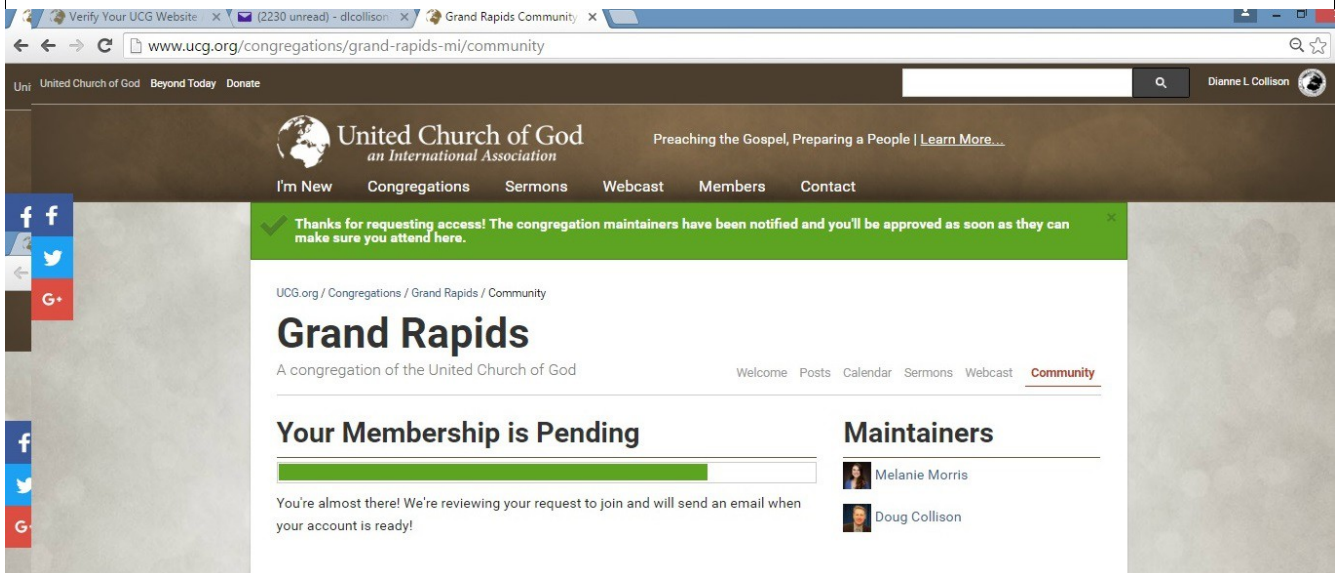 Verify Your UCG Website
(2230 unread) - dlcollison
Grand Rapids Community
www.ucg.org/congregations/grand-rapids-mi/community
Uni
United Church of God Beyond Today Donate
Dianne L Collison
United Church of God
an International Association
Preaching the Gospel, Preparing a People | Learn More...
I'm New Congregations Sermons Webcast Members Contact
Thanks for requesting access! The congregation maintainers have been notified and you'll be approved as soon as they can
make sure you attend here.
UCG.org / Congregations / Grand Rapids / Community
Grand Rapids
A congregation of the United Church of God
Welcome Posts Calendar Sermons Webcast Community
Your Membership is Pending
You're almost there! We're reviewing your request to join and will send an email when
your account is ready!
Maintainers
Melanie Morris
Doug Collison